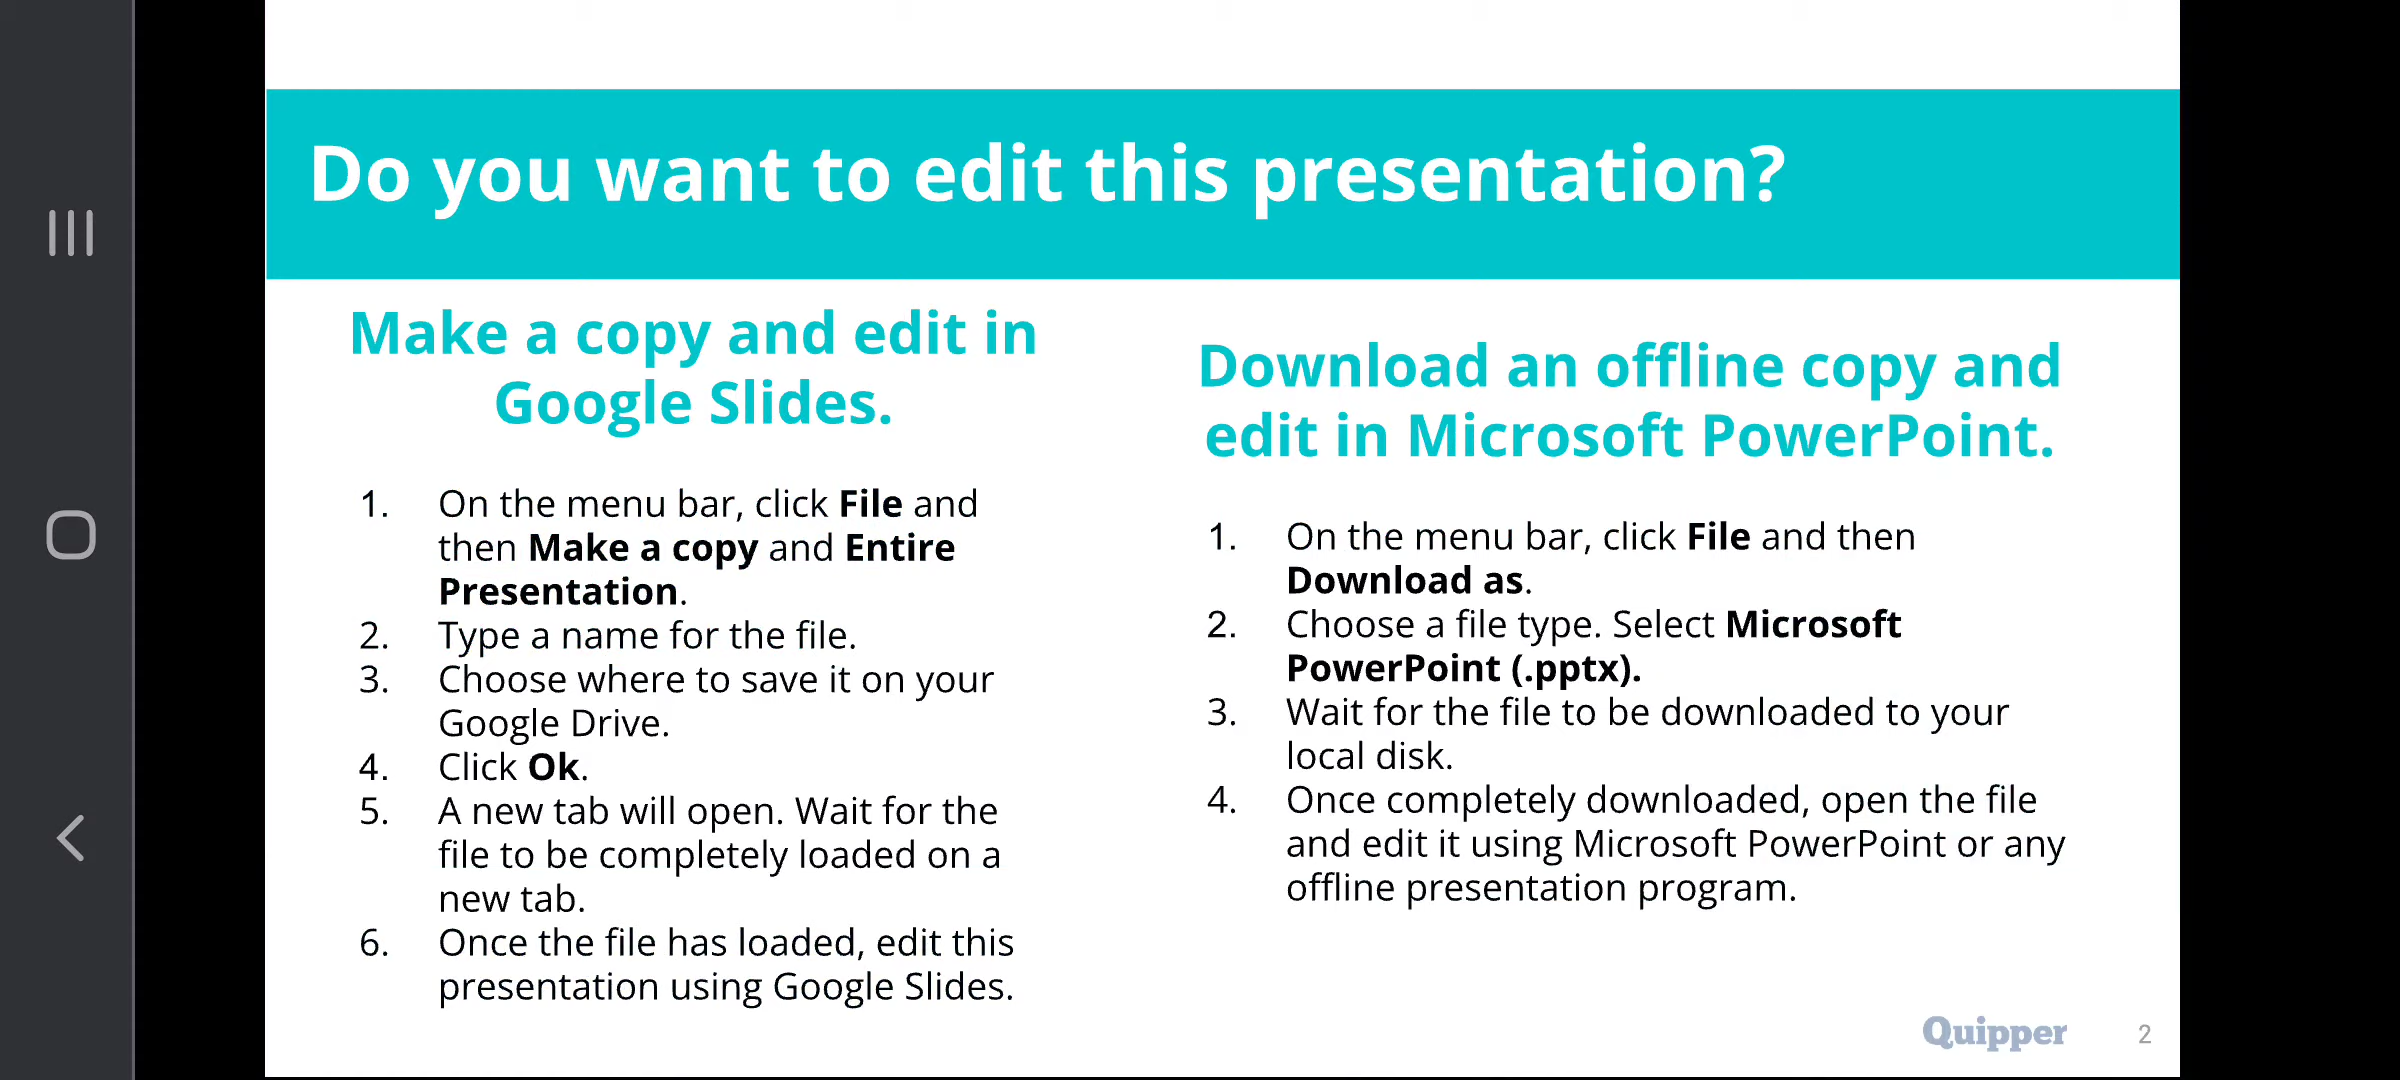 Do you want to edit this presentation?
Make a copy and edit in
Google Slides.
1. On the menu bar, click File and
then Make a copy and Entire
Presentation.
2. Type a name for the file.
3. Choose where to save it on your
Google Drive.
4. Click Ok.
5. A new tab will open. Wait for the
file to be completely loaded on a
new tab.
6. Once the file has loaded, edit this
presentation using Google Slides.
Download an offline copy and
edit in Microsoft PowerPoint.
1. On the menu bar, click File and then
Download as.
2. Choose a file type. Select Microsoft
PowerPoint (.pptx).
3. Wait for the file to be downloaded to your
local disk.
4. Once completely downloaded, open the file
and edit it using Microsoft PowerPoint or any
offline presentation program.
Quipper
2